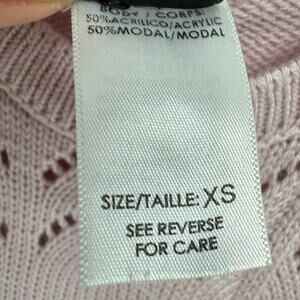 BODY / CORPS
50%ACRILICO/ACRYLIC
50%MODAL/MODAL
SIZE/TAILLE: XS
SEE REVERSE
FOR CARE